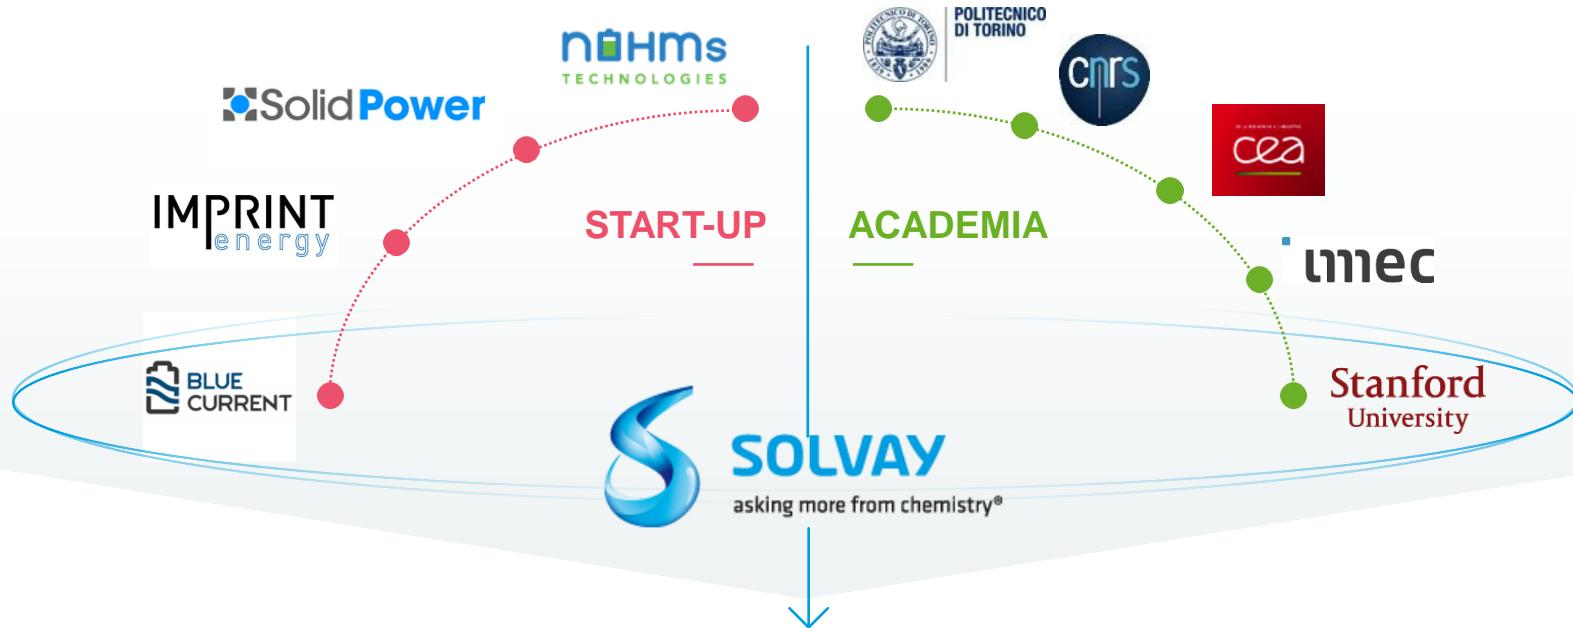 POLITECNICO
DI TORINO
nOHMs
TECHNOLOGIES
cnrs
SolidPower
cea
IMPRINT
energy
START-UP
ACADEMIA
imec
BLUE
CURRENT
Stanford
University
SOLVAY
asking more from chemistry®